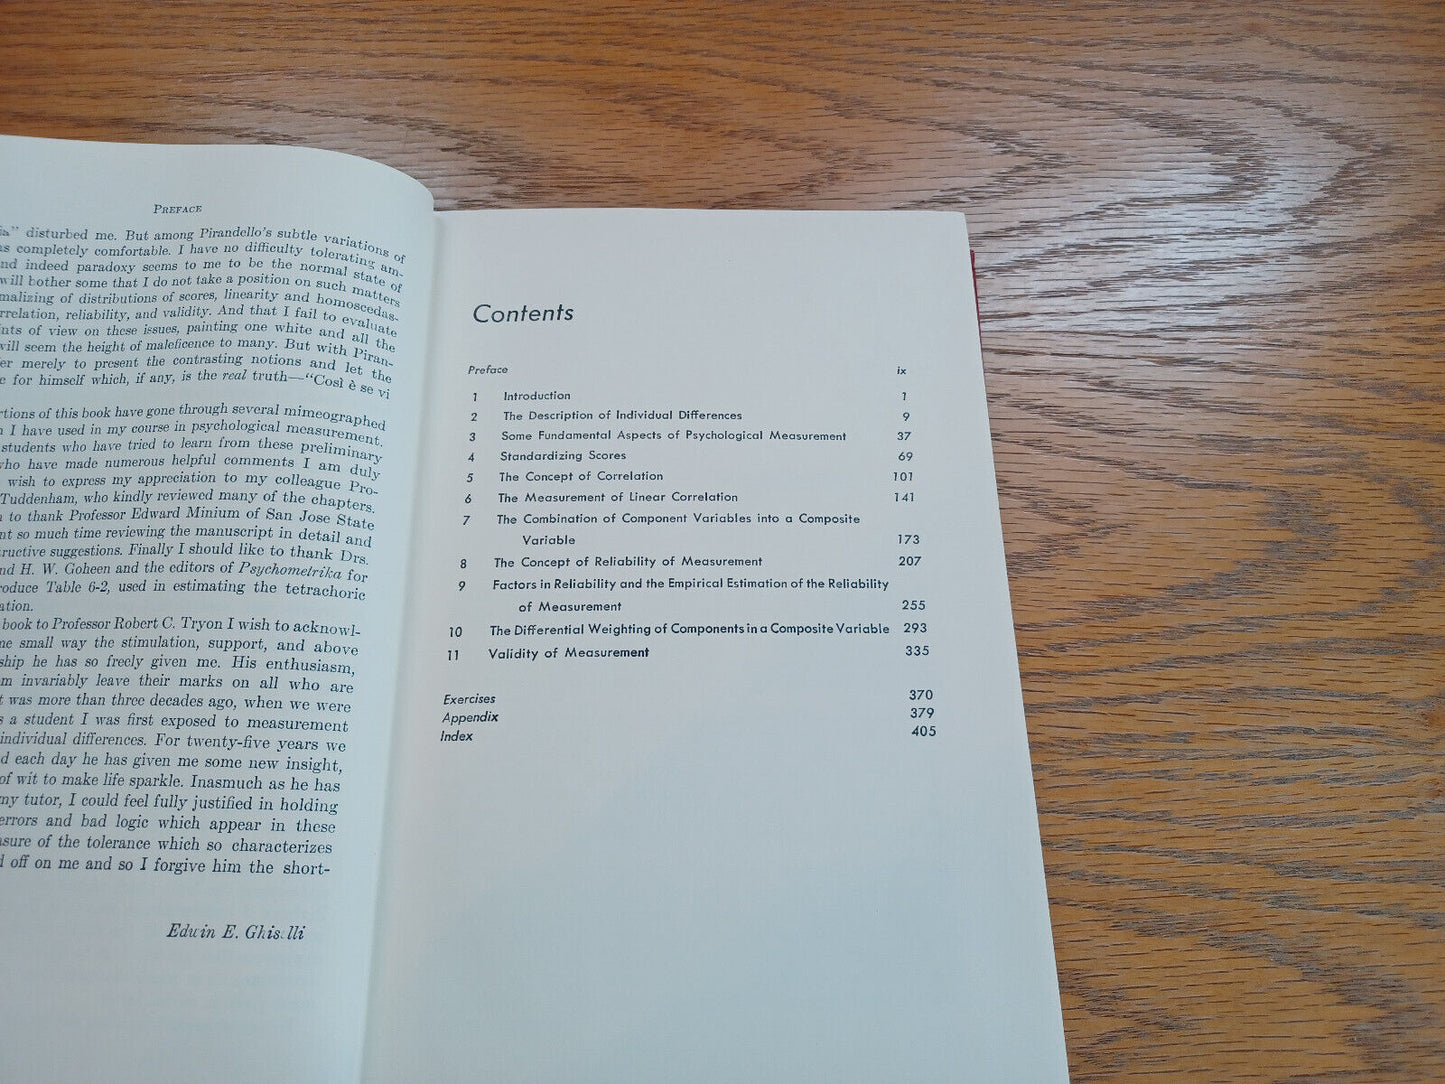 PREFACE
disturbed me. But among Pirandello's subtle variations of
completely comfortable. I have no difficulty tolerating am-
indeed paradoxy seems to me to be the normal state of
will bother some that I do not take a position on such matters
of distributions of scores, linearity and homoscedas-
reliability, and validity. And that I fail to evaluate
of view on these issues, painting one white and all the
will seem the height of maleficence to many. But with Piran-
merely to present the contrasting notions and let the
for himself which, if any, is the real truth—"Così è se vi
of this book have gone through several mimeographed
I have used in my course in psychological measurement.
students who have tried to learn from these preliminary
who have made numerous helpful comments I am duly
wish to express my appreciation to my colleague Pro-
Tuddenham, who kindly reviewed many of the chapters.
to thank Professor Edward Minium of San Jose State
so much time reviewing the manuscript in detail and
suggestions. Finally I should like to thank Drs.
and H. W. Goheen and the editors of Psychometrika for
Table 6-2, used in estimating the tetrachoric
book to Professor Robert C. Tryon I wish to acknowl-
small way the stimulation, support, and above
he has so freely given me. His enthusiasm,
invariably leave their marks on all who are
was more than three decades ago, when we were
a student I was first exposed to measurement
individual differences. For twenty-five years we
each day he has given me some new insight,
of wit to make life sparkle. Inasmuch as he has
my tutor, I could feel fully justified in holding
errors and bad logic which appear in these
of the tolerance which so characterizes
off on me and so I forgive him the short-
Edwin E. Ghiselli
Contents
Preface ix
1 Introduction 1
2 The Description of Individual Differences 9
3 Some Fundamental Aspects of Psychological Measurement 37
4 Standardizing Scores 69
5 The Concept of Correlation 101
6 The Measurement of Linear Correlation 141
7 The Combination of Component Variables into a Composite
Variable 173
8 The Concept of Reliability of Measurement 207
9 Factors in Reliability and the Empirical Estimation of the Reliability
of Measurement 255
10 The Differential Weighting of Components in a Composite Variable 293
11 Validity of Measurement 335
Exercises 370
Appendix 379
Index 405